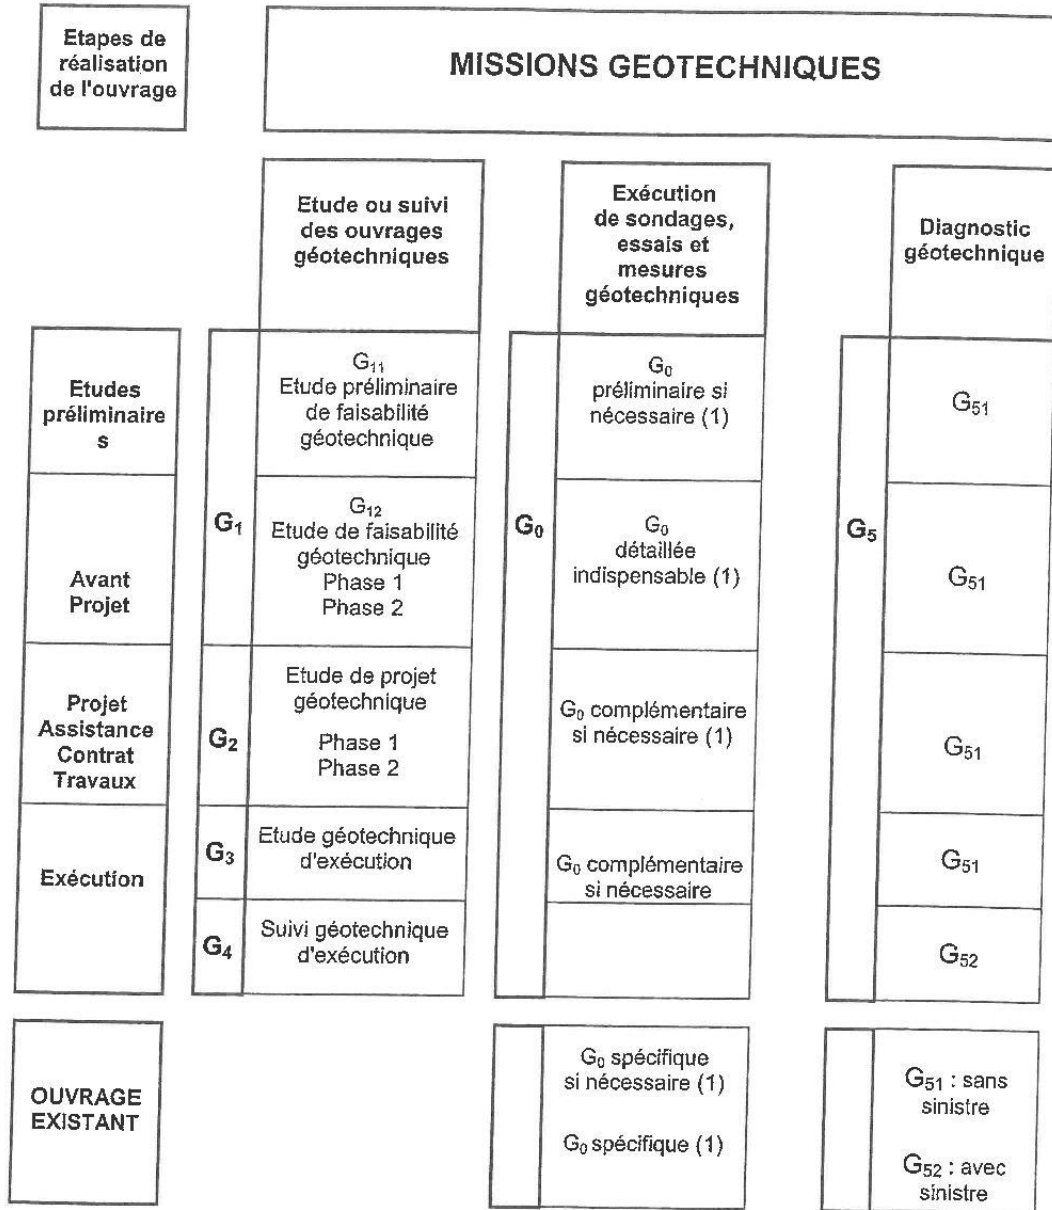 Etapes de
réalisation
de l'ouvrage
MISSIONS GEOTECHNIQUES
Etude ou suivi
des ouvrages
géotechniques
Exécution
de sondages,
essais et
mesures
géotechniques
Diagnostic
géotechnique
Etudes
préliminaire
s
G₁
G₁₁
Etude préliminaire
de faisabilité
géotechnique
G₀
G₀
préliminaire si
nécessaire (1)
G₅
G₅₁
Avant
Projet
G₁₂
Etude de faisabilité
géotechnique
Phase 1
Phase 2
G₀
détaillée
indispensable (1)
G₅₁
Projet
Assistance
Contrat
Travaux
G₂
Etude de projet
géotechnique
Phase 1
Phase 2
G₀ complémentaire
si nécessaire (1)
G₅₁
Exécution
G₃
Etude géotechnique
d'exécution
G₀ complémentaire
si nécessaire
G₅₁
G₄
Suivi géotechnique
d'exécution
G₅₂
OUVRAGE
EXISTANT
G₀ spécifique
si nécessaire (1)
G₀ spécifique (1)
G₅₁ : sans
sinistre
G₅₂ : avec
sinistre